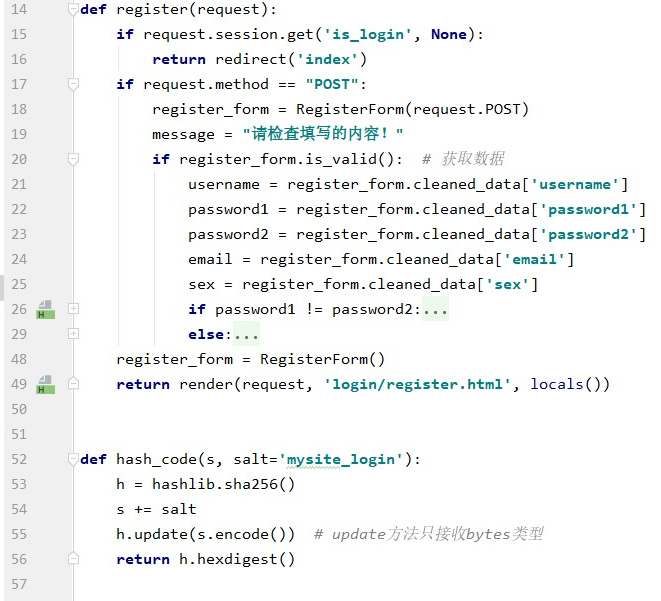 14 def register(request):
15     if request.session.get('is_login', None):
16         return redirect('index')
17     if request.method == "POST":
18         register_form = RegisterForm(request.POST)
19         message = "请检查填写的内容！"
20         if register_form.is_valid():  # 获取数据
21             username = register_form.cleaned_data['username']
22             password1 = register_form.cleaned_data['password1']
23             password2 = register_form.cleaned_data['password2']
24             email = register_form.cleaned_data['email']
25             sex = register_form.cleaned_data['sex']
26 H             if password1 != password2:...
29             else:...
48     register_form = RegisterForm()
49 H     return render(request, 'login/register.html', locals())
50
51
52 def hash_code(s, salt='mysite_login'):
53     h = hashlib.sha256()
54     s += salt
55     h.update(s.encode())  # update方法只接收bytes类型
56     return h.hexdigest()
57